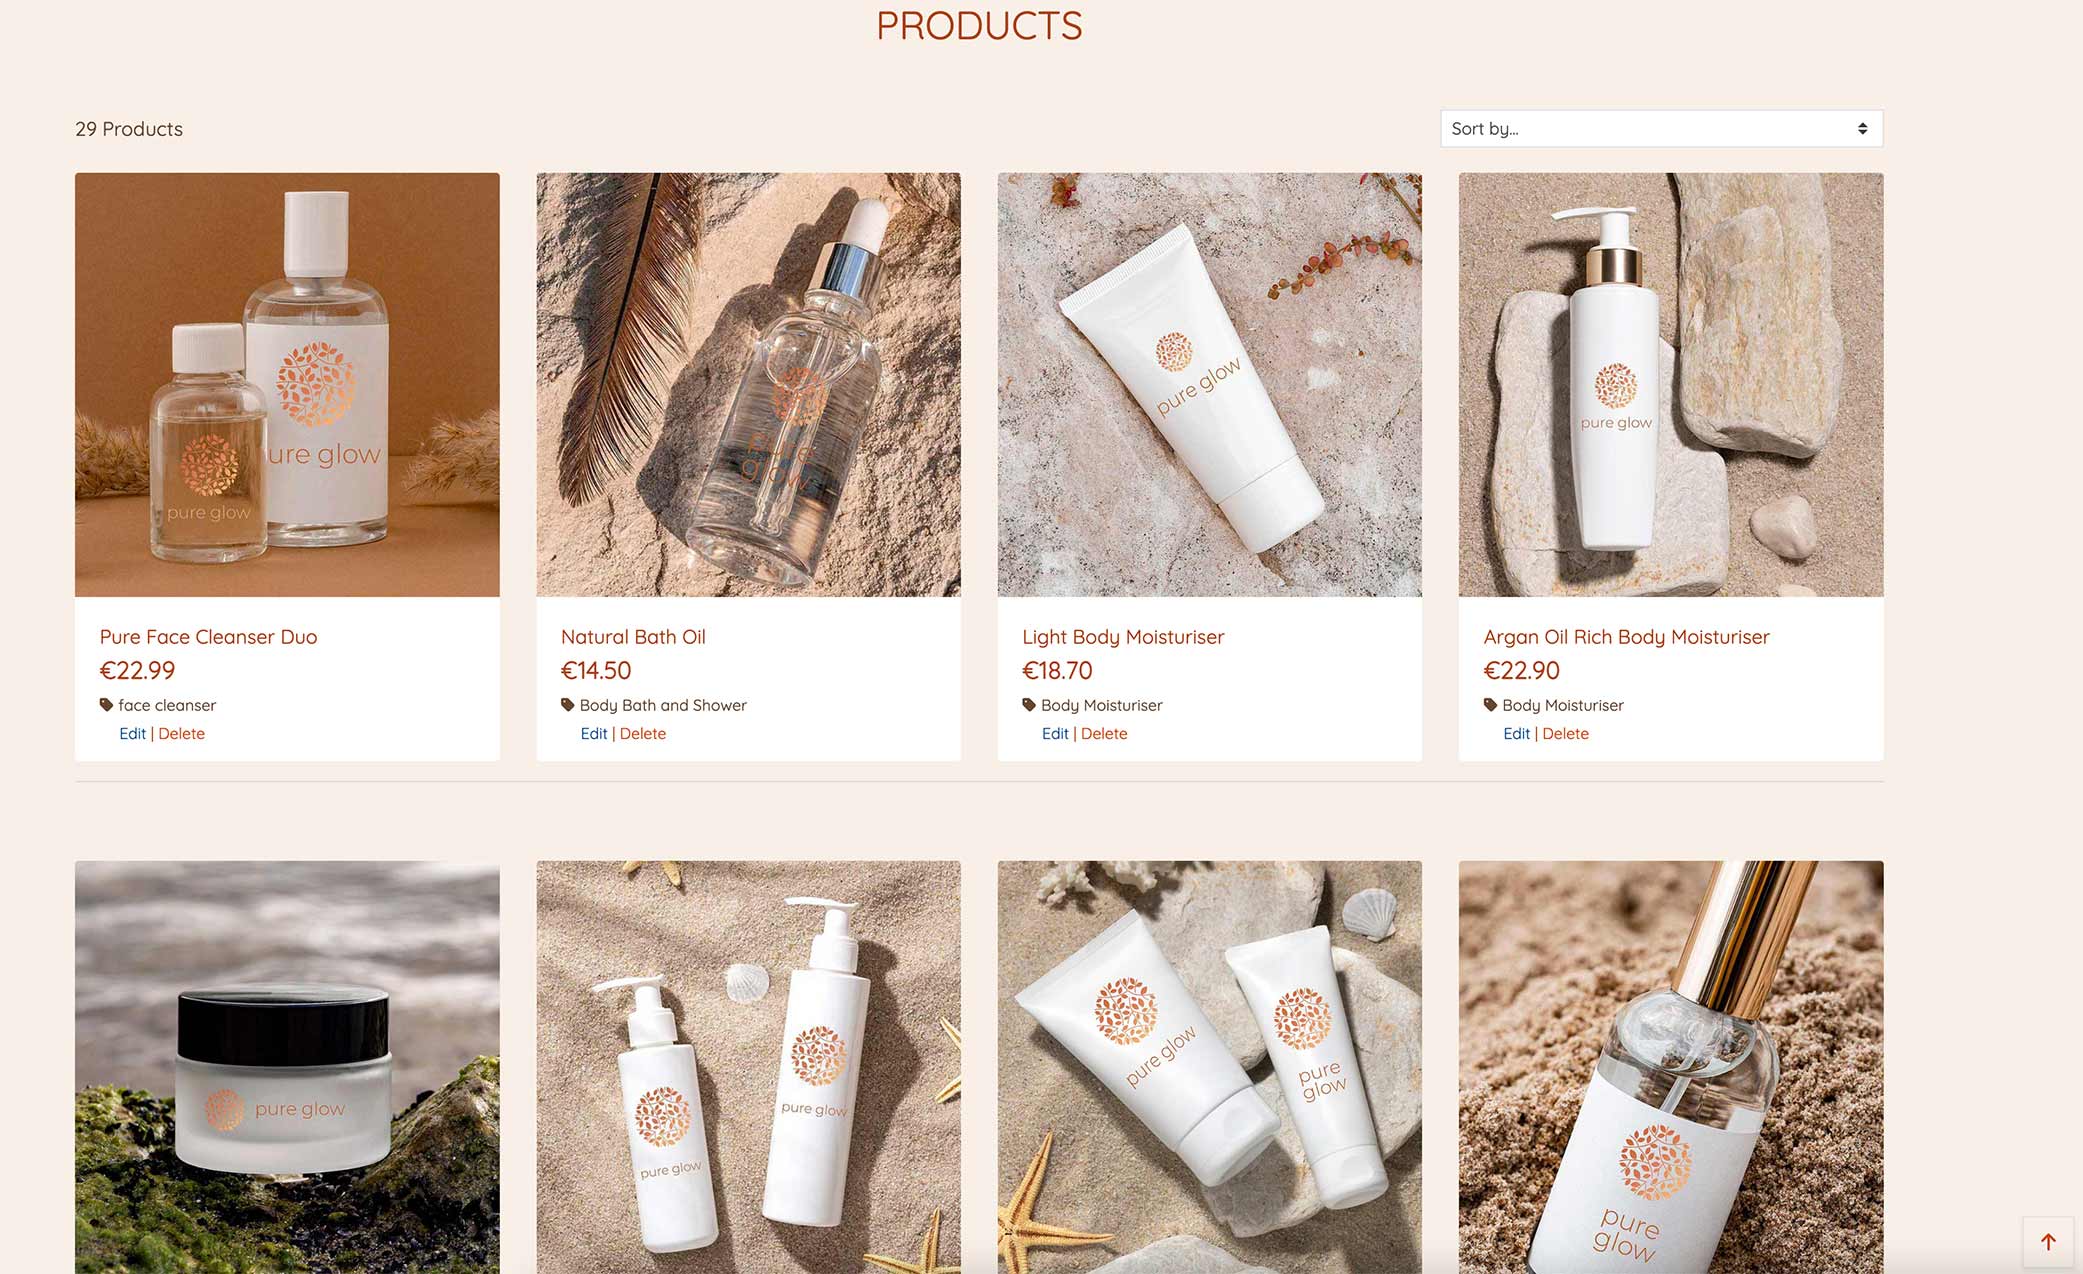 PRODUCTS
29 Products
Sort by...
pure glow
ure glow
pure
glow
pure glow
pure glow
Pure Face Cleanser Duo
€22.99
face cleanser
Edit | Delete
Natural Bath Oil
€14.50
Body Bath and Shower
Edit | Delete
Light Body Moisturiser
€18.70
Body Moisturiser
Edit | Delete
Argan Oil Rich Body Moisturiser
€22.90
Body Moisturiser
Edit | Delete
pure glow
pure glow
pure glow
pure glow
pure
glow
pure
glow